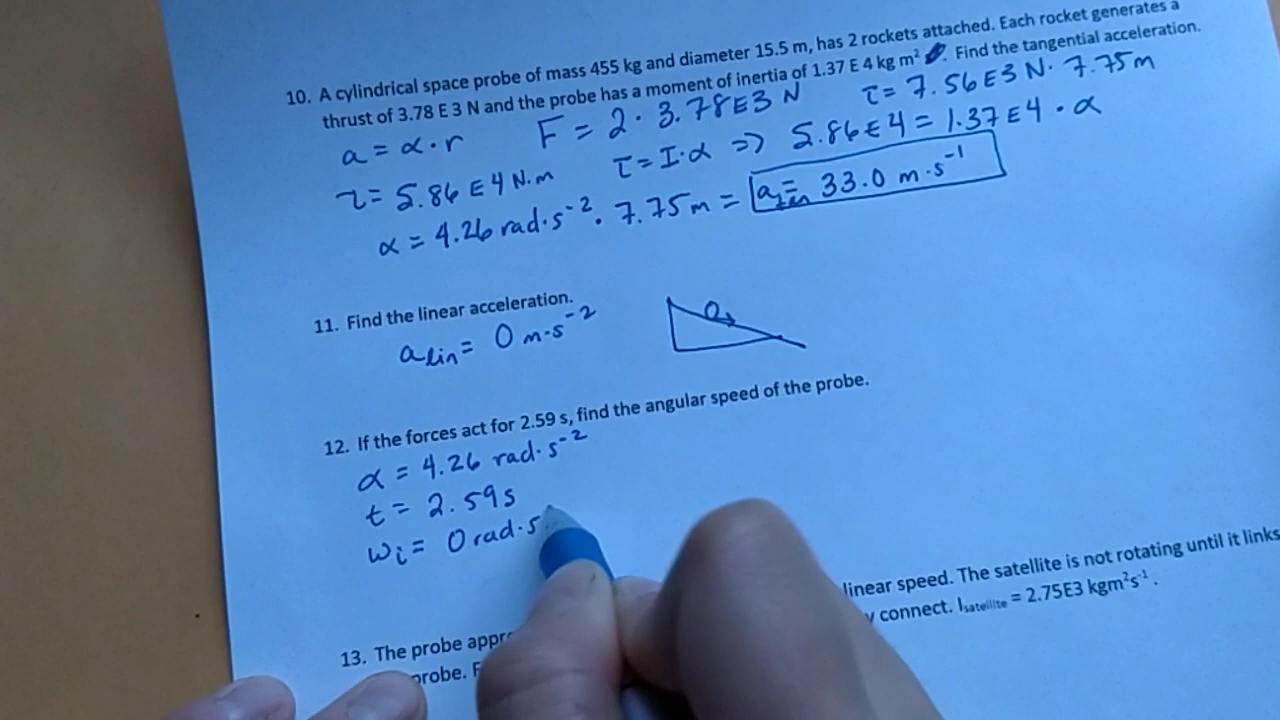 10. A cylindrical space probe of mass 455 kg and diameter 15.5 m, has 2 rockets attached. Each rocket generates a
thrust of 3.78 E 3 N and the probe has a moment of inertia of 1.37 E 4 kg m². Find the tangential acceleration.
a = α · r F = 2 · 3.78E3 N τ = 7.56E3 N · 7.75m
τ = 5.86 E4 N.m τ = I·α => 5.86E4 = 1.37E4 · α
α = 4.26 rad·s⁻² · 7.75m = a_tan = 33.0 m·s⁻¹
11. Find the linear acceleration.
a_lin = 0 m·s⁻²
12. If the forces act for 2.59 s, find the angular speed of the probe.
α = 4.26 rad·s⁻²
t = 2.59s
ωi = 0 rad·s
linear speed. The satellite is not rotating until it links
13. The probe appr
connect. Isatellite = 2.75E3 kgm²s⁻¹.
probe. F